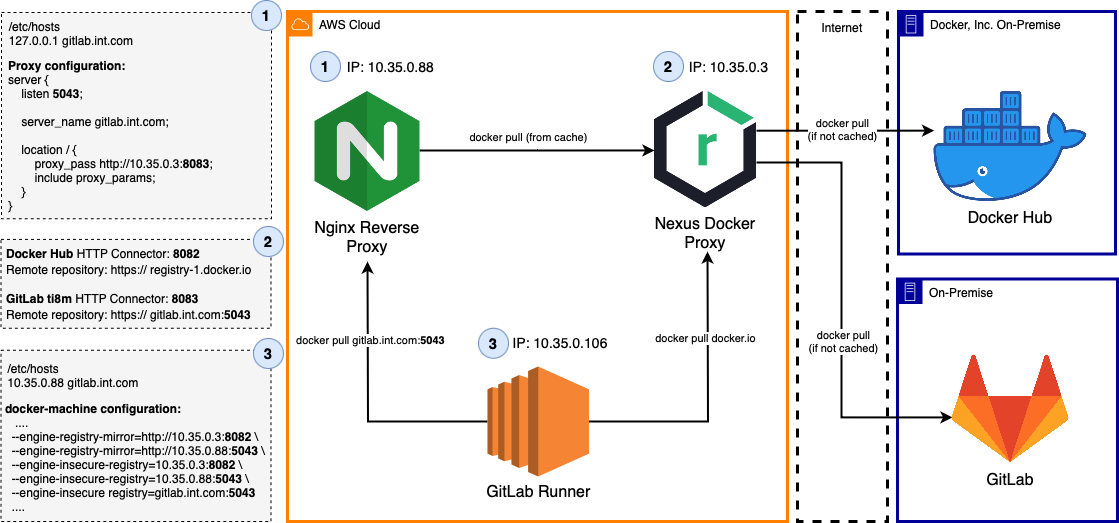 1
/etc/hosts
127.0.0.1 gitlab.int.com
Proxy configuration:
server {
listen 5043;
server_name gitlab.int.com;
location / {
proxy_pass http://10.35.0.3:8083;
include proxy_params;
}
}
2
Docker Hub HTTP Connector: 8082
Remote repository: https:// registry-1.docker.io
GitLab ti8m HTTP Connector: 8083
Remote repository: https:// gitlab.int.com:5043
3
/etc/hosts
10.35.0.88 gitlab.int.com
docker-machine configuration:
....
--engine-registry-mirror=http://10.35.0.3:8082 \
--engine-registry-mirror=http://10.35.0.88:5043 \
--engine-insecure-registry=10.35.0.3:8082 \
--engine-insecure-registry=10.35.0.88:5043 \
--engine-insecure registry=gitlab.int.com:5043
....
AWS Cloud
1 IP: 10.35.0.88
N
Nginx Reverse
Proxy
docker pull (from cache)
2 IP: 10.35.0.3
r
Nexus Docker
Proxy
docker pull gitlab.int.com:5043
docker pull docker.io
3 IP: 10.35.0.106
GitLab Runner
Internet
docker pull
(if not cached)
docker pull
(if not cached)
Docker, Inc. On-Premise
Docker Hub
On-Premise
GitLab